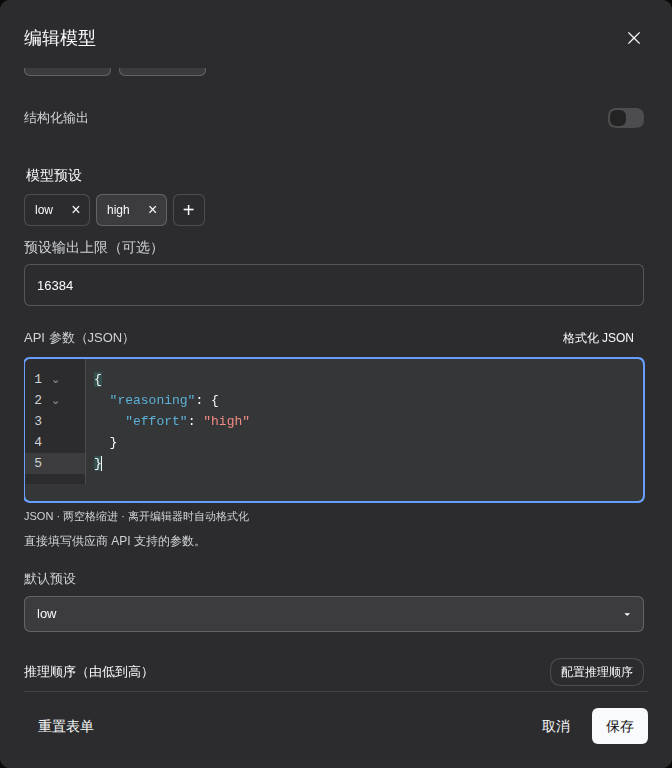 编辑模型
结构化输出
模型预设
low × high × +
预设输出上限（可选）
16384
API 参数（JSON） 格式化 JSON
1 {
2   "reasoning": {
3     "effort": "high"
4   }
5 }
JSON · 两空格缩进 · 离开编辑器时自动格式化
直接填写供应商 API 支持的参数。
默认预设
low
推理顺序（由低到高） 配置推理顺序
重置表单 取消 保存